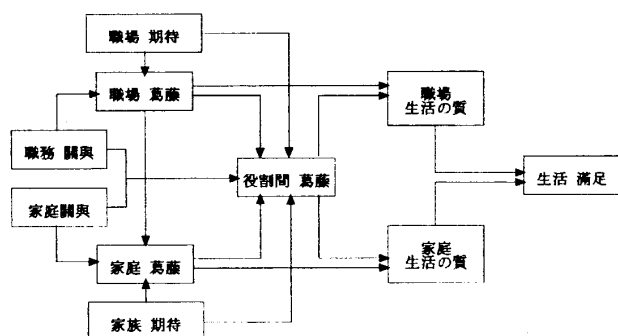 職場 期待
職場 葛藤
職場
生活の質
職務 關與
役割間 葛藤
生活 滿足
家庭關與
家庭 葛藤
家庭
生活の質
家族 期待